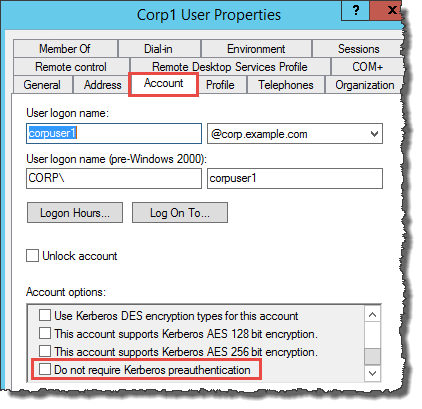 Corp1 User Properties
?
Member Of Dial-in Environment Sessions
Remote control Remote Desktop Services Profile COM+
General Address Account Profile Telephones Organization
User logon name:
corpuser1 @corp.example.com
User logon name (pre-Windows 2000):
CORP\ corpuser1
Logon Hours... Log On To...
Unlock account
Account options:
Use Kerberos DES encryption types for this account
This account supports Kerberos AES 128 bit encryption.
This account supports Kerberos AES 256 bit encryption.
Do not require Kerberos preauthentication